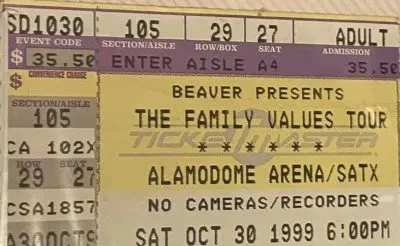 SD1030 105 29 27 ADULT
EVENT CODE SECTION/AISLE ROW/BOX SEAT ADMISSION
$ 35.50 ENTER AISLE A4 35.50
$ CONVENIENCE CHARGE
BEAVER PRESENTS
SECTION/AISLE
105
THE FAMILY VALUES TOUR
TICKETMASTER
CA 102X
* * * * * *
ROW SEAT
29 27
ALAMODOME ARENA/SATX
CSA1857
NO CAMERAS/RECORDERS
A30OCT9
SAT OCT 30 1999 6:00PM